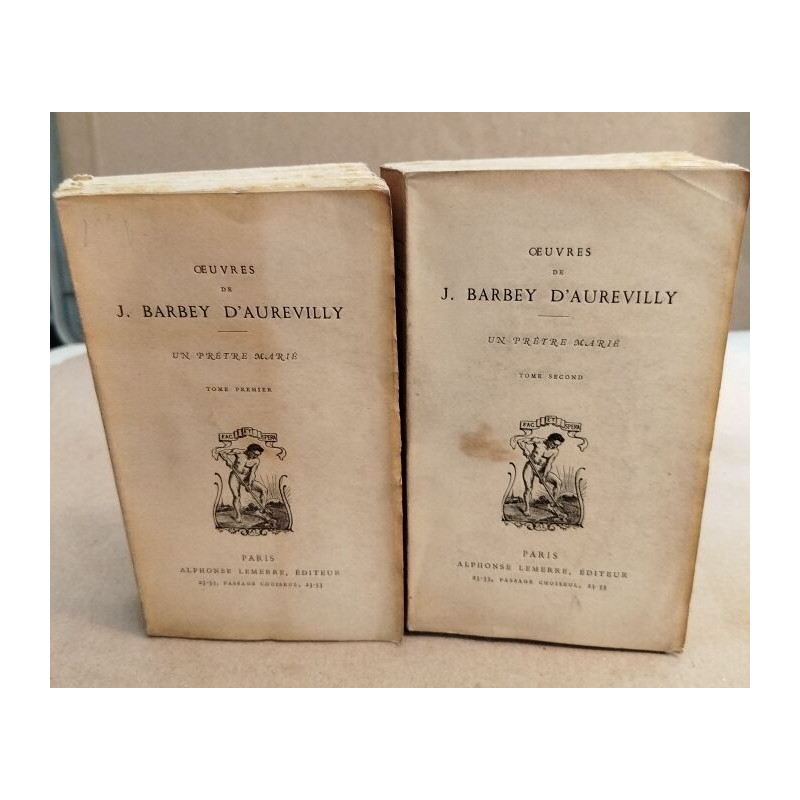 ŒUVRES
DE
J. BARBEY D'AUREVILLY
UN PRÊTRE MARIÉ
TOME PREMIER
FAC ET SPERA
AL
PARIS
ALPHONSE LEMERRE, ÉDITEUR
23-33, PASSAGE CHOISEUL, 23-33
ŒUVRES
DE
J. BARBEY D'AUREVILLY
UN PRÊTRE MARIÉ
TOME SECOND
FAC ET SPERA
AL
PARIS
ALPHONSE LEMERRE, ÉDITEUR
23-33, PASSAGE CHOISEUL, 23-33